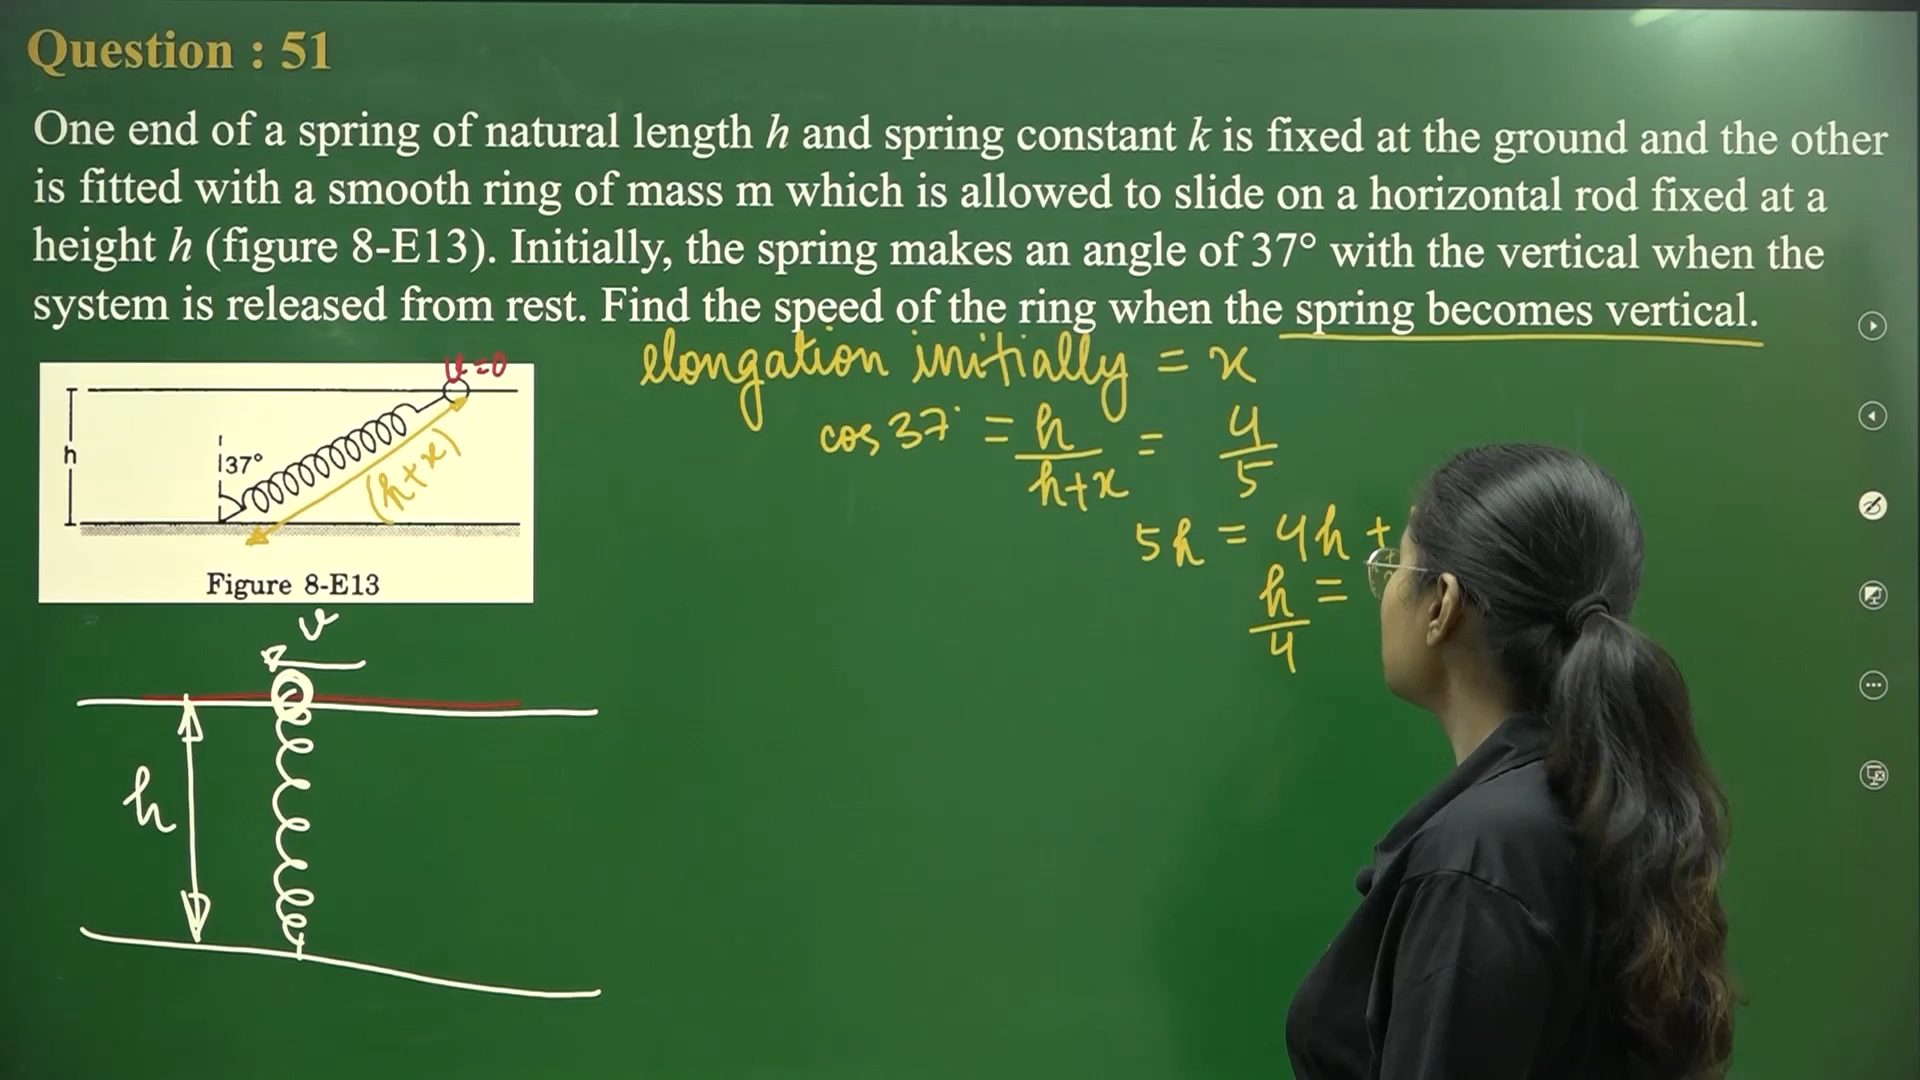 Question : 51
One end of a spring of natural length h and spring constant k is fixed at the ground and the other
is fitted with a smooth ring of mass m which is allowed to slide on a horizontal rod fixed at a
height h (figure 8-E13). Initially, the spring makes an angle of 37° with the vertical when the
system is released from rest. Find the speed of the ring when the spring becomes vertical.
elongation initially = x
u=0
cos 37° = h/h+x = 4/5
h
37°
(h+x)
5h = 4h +
h/4 =
Figure 8-E13
v
h